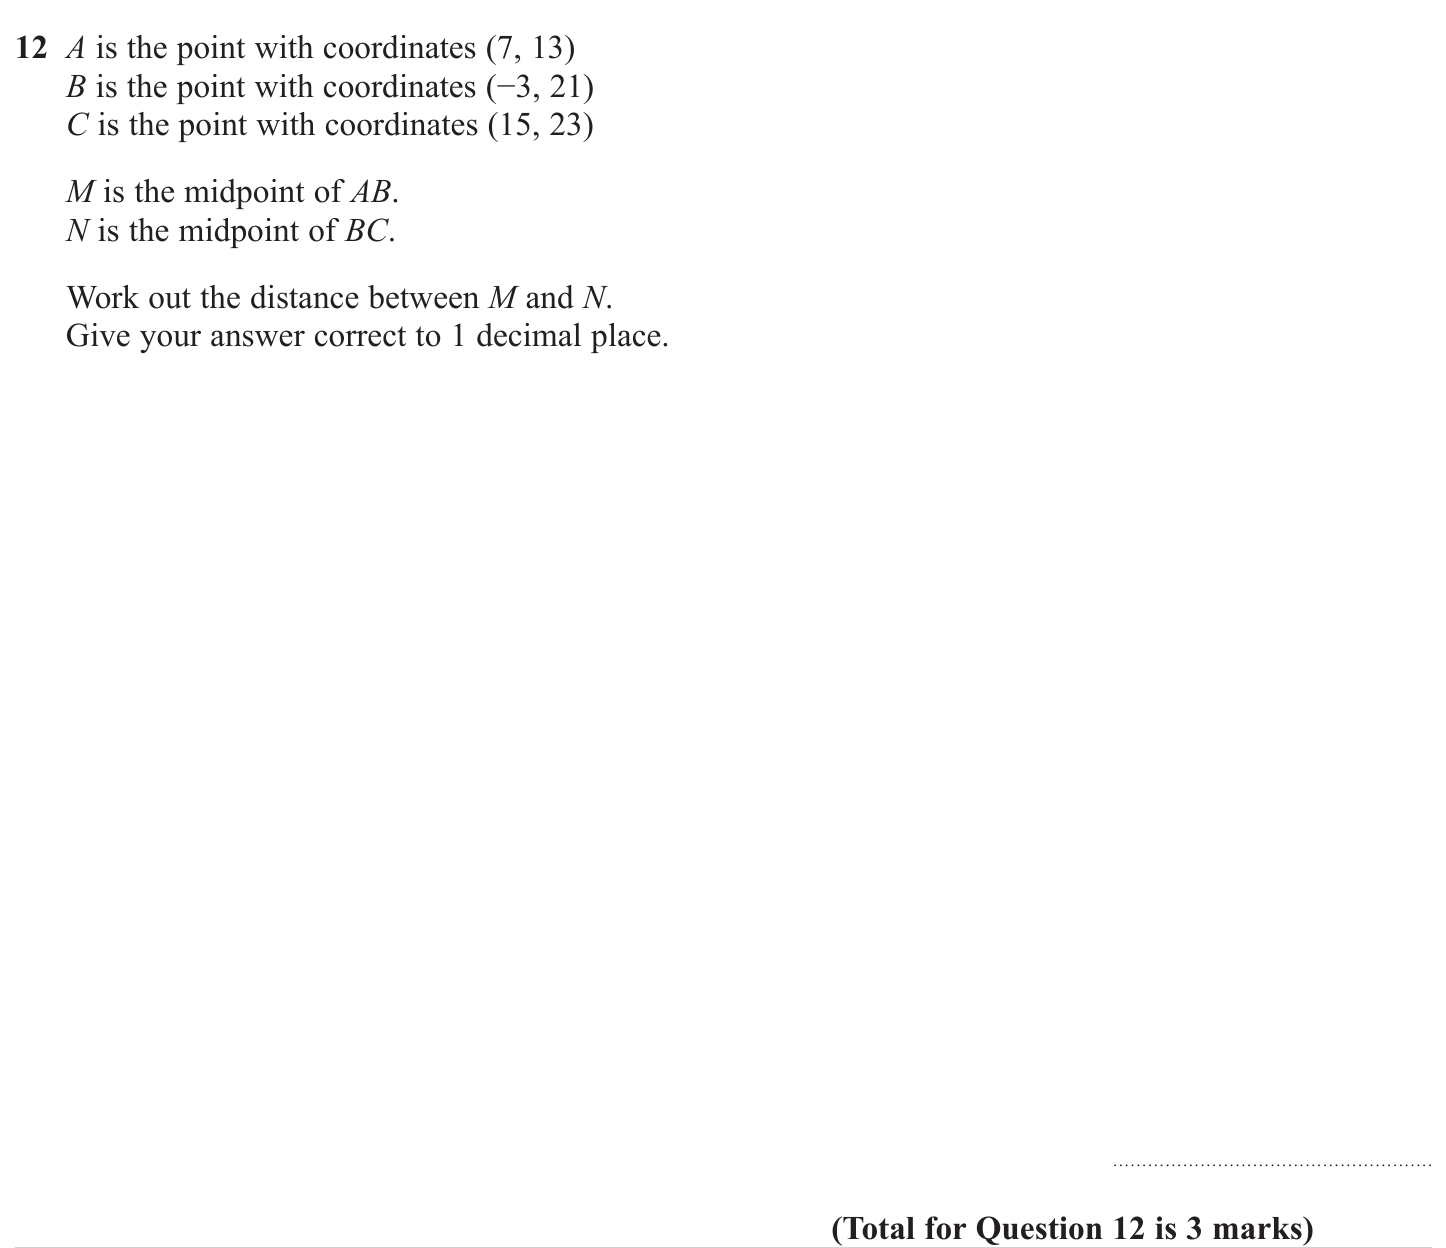 12 A is the point with coordinates (7, 13)
B is the point with coordinates (−3, 21)
C is the point with coordinates (15, 23)
M is the midpoint of AB.
N is the midpoint of BC.
Work out the distance between M and N.
Give your answer correct to 1 decimal place.
(Total for Question 12 is 3 marks)